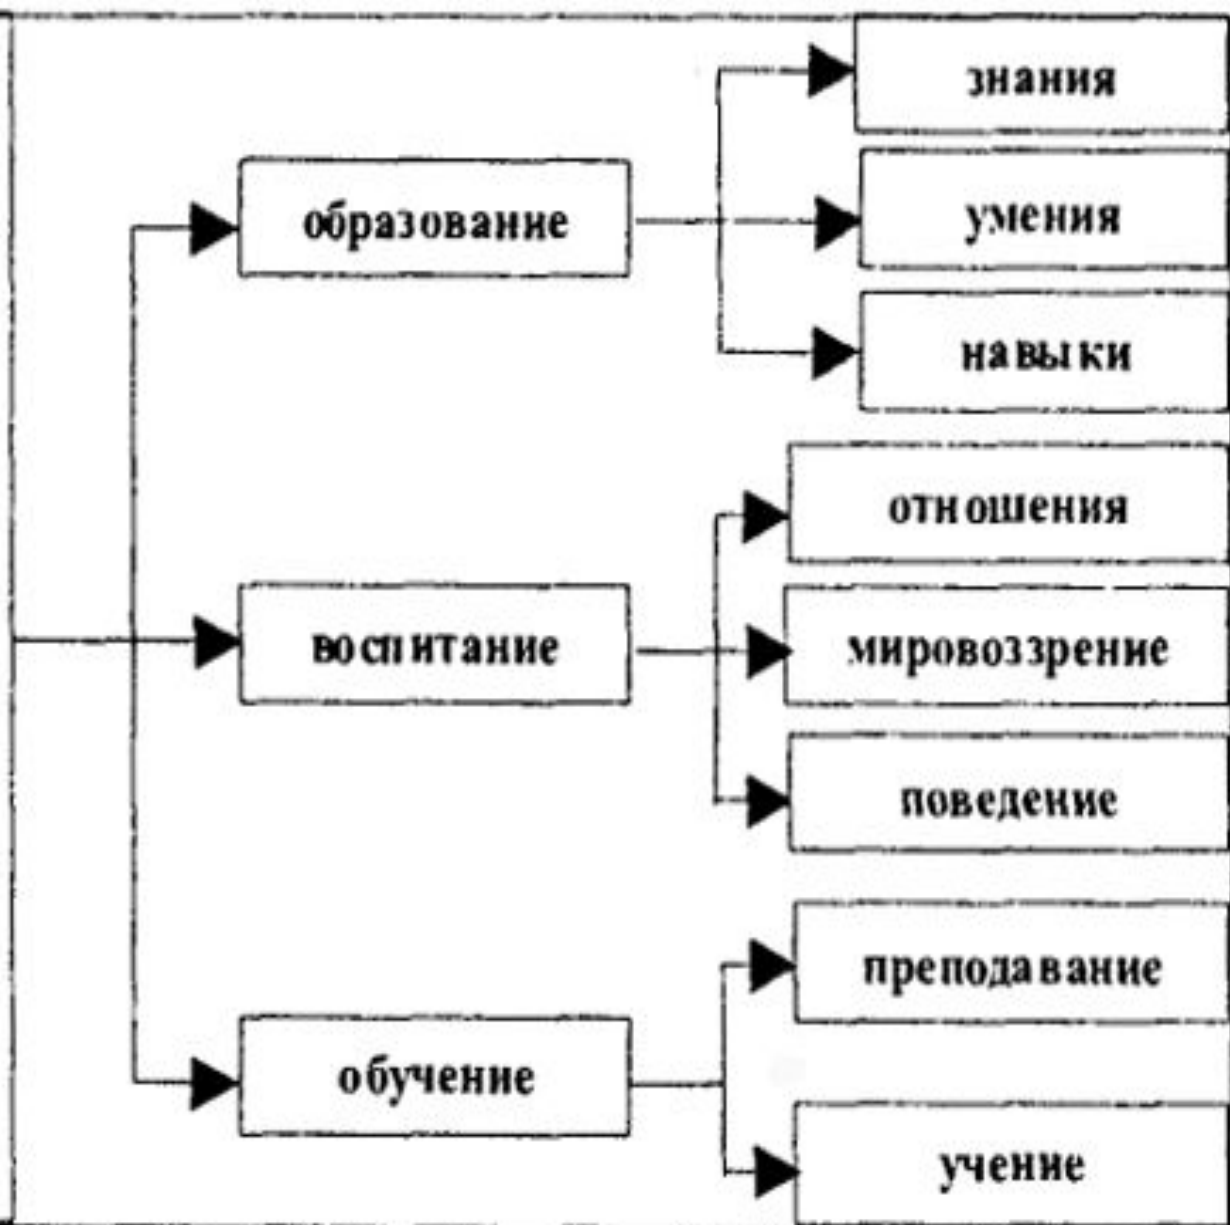 знания
образование
умения
навыки
отношения
воспитание
мировоззрение
поведение
преподавание
обучение
учение